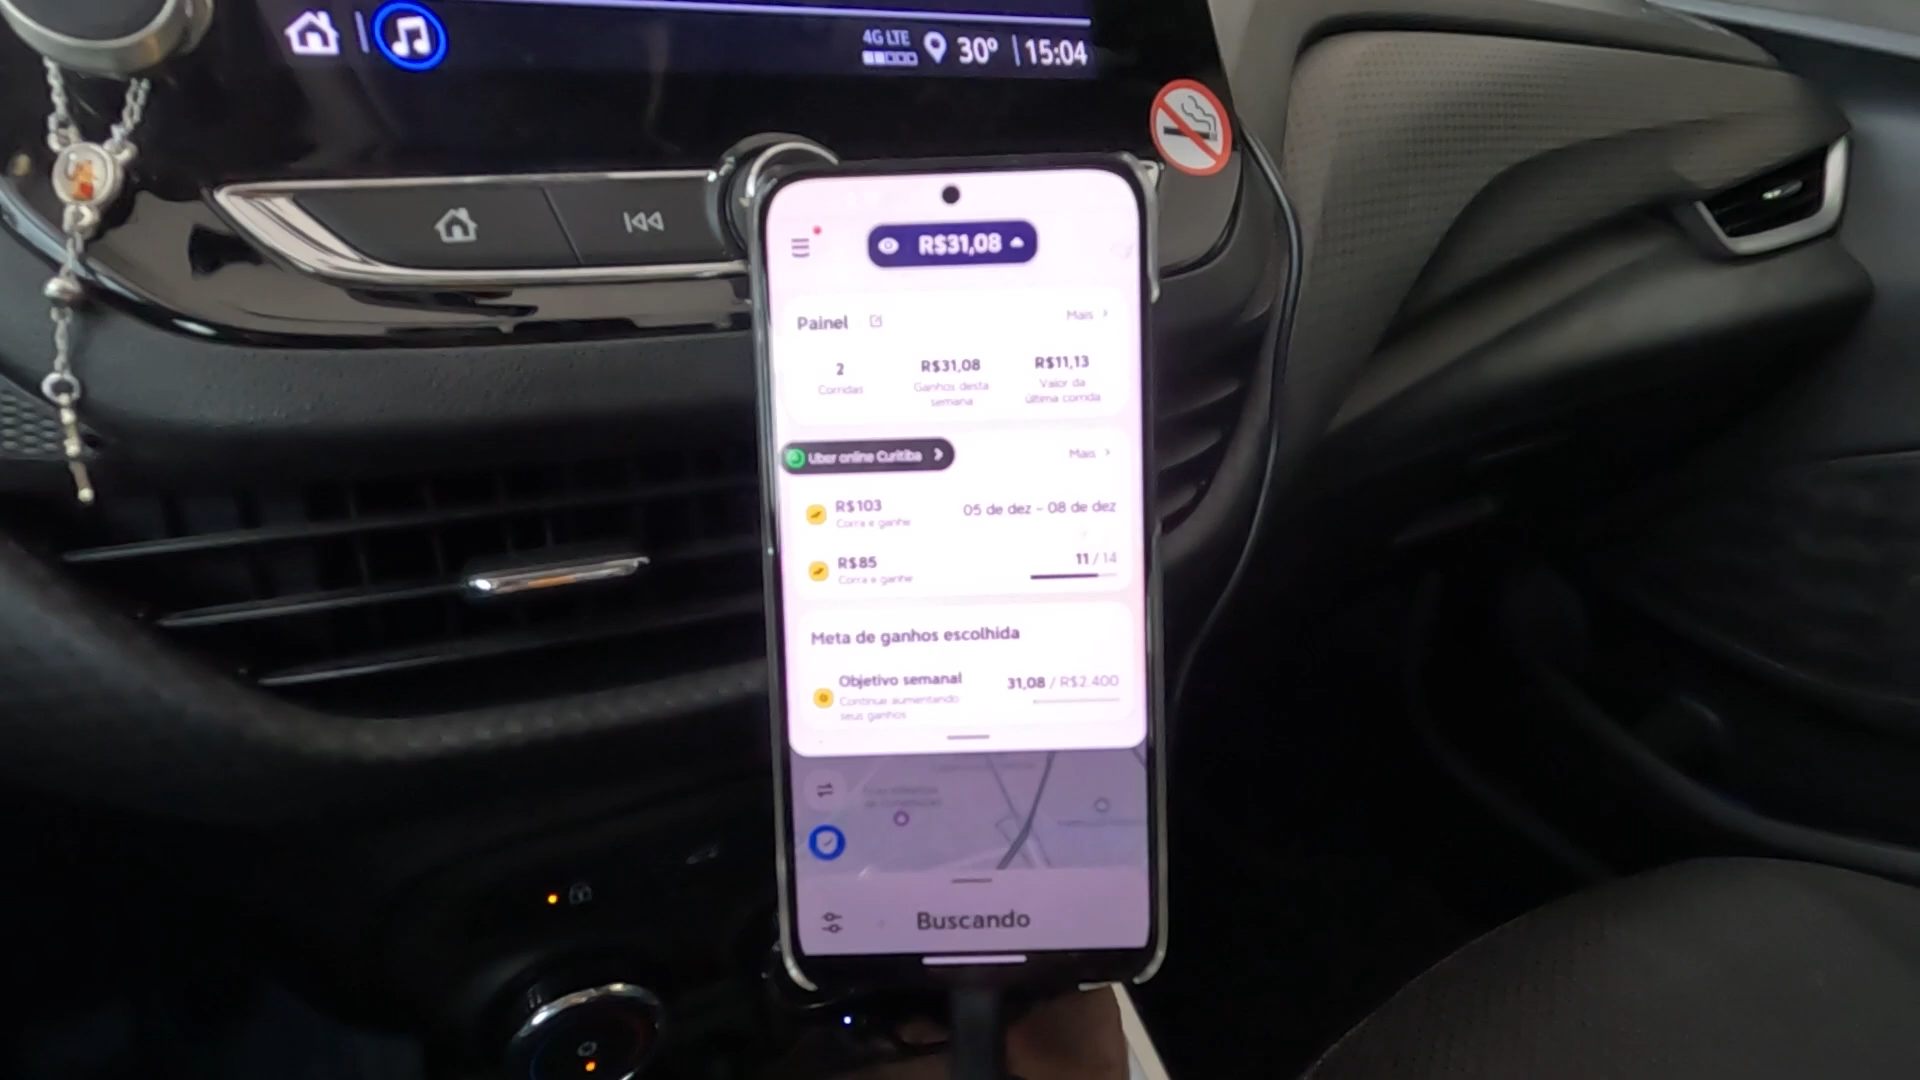 4G LTE
30º
15:04
R$31,08
Painel
Mais
2
R$31,08
R$11,13
Corridas
Ganhos desta
semana
Valor da
última corrida
Uber online Curitiba
Mais
R$103
Corra e ganhe
05 de dez - 08 de dez
R$85
Corra e ganhe
11 / 14
Meta de ganhos escolhida
Objetivo semanal
31,08 / R$2.400
Continue aumentando
seus ganhos
Buscando